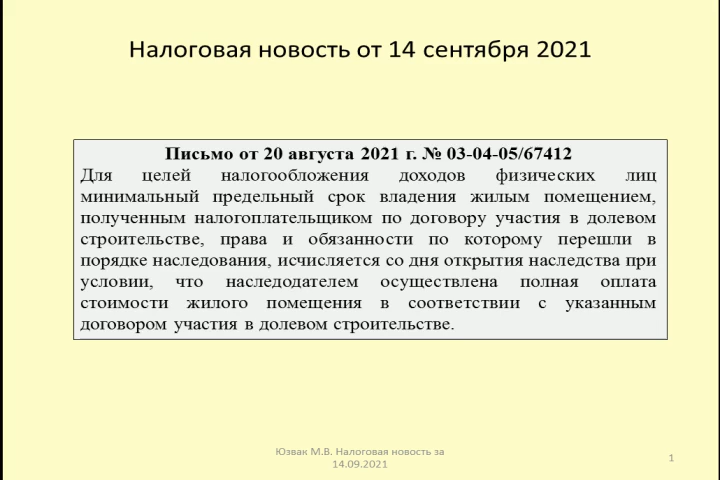 Налоговая новость от 14 сентября 2021
Письмо от 20 августа 2021 г. № 03-04-05/67412
Для целей налогообложения доходов физических лиц
минимальный предельный срок владения жилым помещением,
полученным налогоплательщиком по договору участия в долевом
строительстве, права и обязанности по которому перешли в
порядке наследования, исчисляется со дня открытия наследства при
условии, что наследодателем осуществлена полная оплата
стоимости жилого помещения в соответствии с указанным
договором участия в долевом строительстве.
Юзвак М.В. Налоговая новость за
14.09.2021
1